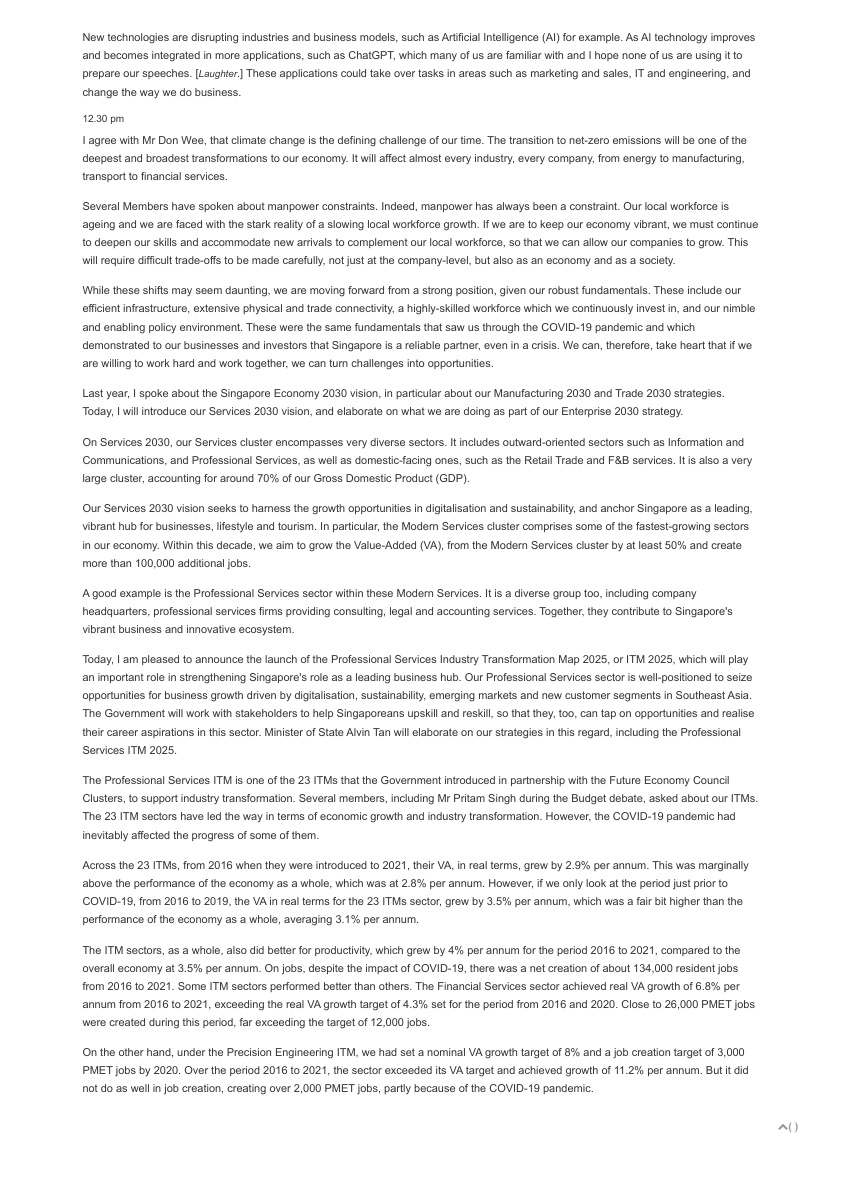 New technologies are disrupting industries and business models, such as Artificial Intelligence (AI) for example. As AI technology improves
and becomes integrated in more applications, such as ChatGPT, which many of us are familiar with and I hope none of us are using it to
prepare our speeches. [Laughter.] These applications could take over tasks in areas such as marketing and sales, IT and engineering, and
change the way we do business.
12.30 pm
I agree with Mr Don Wee, that climate change is the defining challenge of our time. The transition to net-zero emissions will be one of the
deepest and broadest transformations to our economy. It will affect almost every industry, every company, from energy to manufacturing,
transport to financial services.
Several Members have spoken about manpower constraints. Indeed, manpower has always been a constraint. Our local workforce is
ageing and we are faced with the stark reality of a slowing local workforce growth. If we are to keep our economy vibrant, we must continue
to deepen our skills and accommodate new arrivals to complement our local workforce, so that we can allow our companies to grow. This
will require difficult trade-offs to be made carefully, not just at the company-level, but also as an economy and as a society.
While these shifts may seem daunting, we are moving forward from a strong position, given our robust fundamentals. These include our
efficient infrastructure, extensive physical and trade connectivity, a highly-skilled workforce which we continuously invest in, and our nimble
and enabling policy environment. These were the same fundamentals that saw us through the COVID-19 pandemic and which
demonstrated to our businesses and investors that Singapore is a reliable partner, even in a crisis. We can, therefore, take heart that if we
are willing to work hard and work together, we can turn challenges into opportunities.
Last year, I spoke about the Singapore Economy 2030 vision, in particular about our Manufacturing 2030 and Trade 2030 strategies.
Today, I will introduce our Services 2030 vision, and elaborate on what we are doing as part of our Enterprise 2030 strategy.
On Services 2030, our Services cluster encompasses very diverse sectors. It includes outward-oriented sectors such as Information and
Communications, and Professional Services, as well as domestic-facing ones, such as the Retail Trade and F&B services. It is also a very
large cluster, accounting for around 70% of our Gross Domestic Product (GDP).
Our Services 2030 vision seeks to harness the growth opportunities in digitalisation and sustainability, and anchor Singapore as a leading,
vibrant hub for businesses, lifestyle and tourism. In particular, the Modern Services cluster comprises some of the fastest-growing sectors
in our economy. Within this decade, we aim to grow the Value-Added (VA), from the Modern Services cluster by at least 50% and create
more than 100,000 additional jobs.
A good example is the Professional Services sector within these Modern Services. It is a diverse group too, including company
headquarters, professional services firms providing consulting, legal and accounting services. Together, they contribute to Singapore's
vibrant business and innovative ecosystem.
Today, I am pleased to announce the launch of the Professional Services Industry Transformation Map 2025, or ITM 2025, which will play
an important role in strengthening Singapore's role as a leading business hub. Our Professional Services sector is well-positioned to seize
opportunities for business growth driven by digitalisation, sustainability, emerging markets and new customer segments in Southeast Asia.
The Government will work with stakeholders to help Singaporeans upskill and reskill, so that they, too, can tap on opportunities and realise
their career aspirations in this sector. Minister of State Alvin Tan will elaborate on our strategies in this regard, including the Professional
Services ITM 2025.
The Professional Services ITM is one of the 23 ITMs that the Government introduced in partnership with the Future Economy Council
Clusters, to support industry transformation. Several members, including Mr Pritam Singh during the Budget debate, asked about our ITMs.
The 23 ITM sectors have led the way in terms of economic growth and industry transformation. However, the COVID-19 pandemic had
inevitably affected the progress of some of them.
Across the 23 ITMs, from 2016 when they were introduced to 2021, their VA, in real terms, grew by 2.9% per annum. This was marginally
above the performance of the economy as a whole, which was at 2.8% per annum. However, if we only look at the period just prior to
COVID-19, from 2016 to 2019, the VA in real terms for the 23 ITMs sector, grew by 3.5% per annum, which was a fair bit higher than the
performance of the economy as a whole, averaging 3.1% per annum.
The ITM sectors, as a whole, also did better for productivity, which grew by 4% per annum for the period 2016 to 2021, compared to the
overall economy at 3.5% per annum. On jobs, despite the impact of COVID-19, there was a net creation of about 134,000 resident jobs
from 2016 to 2021. Some ITM sectors performed better than others. The Financial Services sector achieved real VA growth of 6.8% per
annum from 2016 to 2021, exceeding the real VA growth target of 4.3% set for the period from 2016 and 2020. Close to 26,000 PMET jobs
were created during this period, far exceeding the target of 12,000 jobs.
On the other hand, under the Precision Engineering ITM, we had set a nominal VA growth target of 8% and a job creation target of 3,000
PMET jobs by 2020. Over the period 2016 to 2021, the sector exceeded its VA target and achieved growth of 11.2% per annum. But it did
not do as well in job creation, creating over 2,000 PMET jobs, partly because of the COVID-19 pandemic.
( )